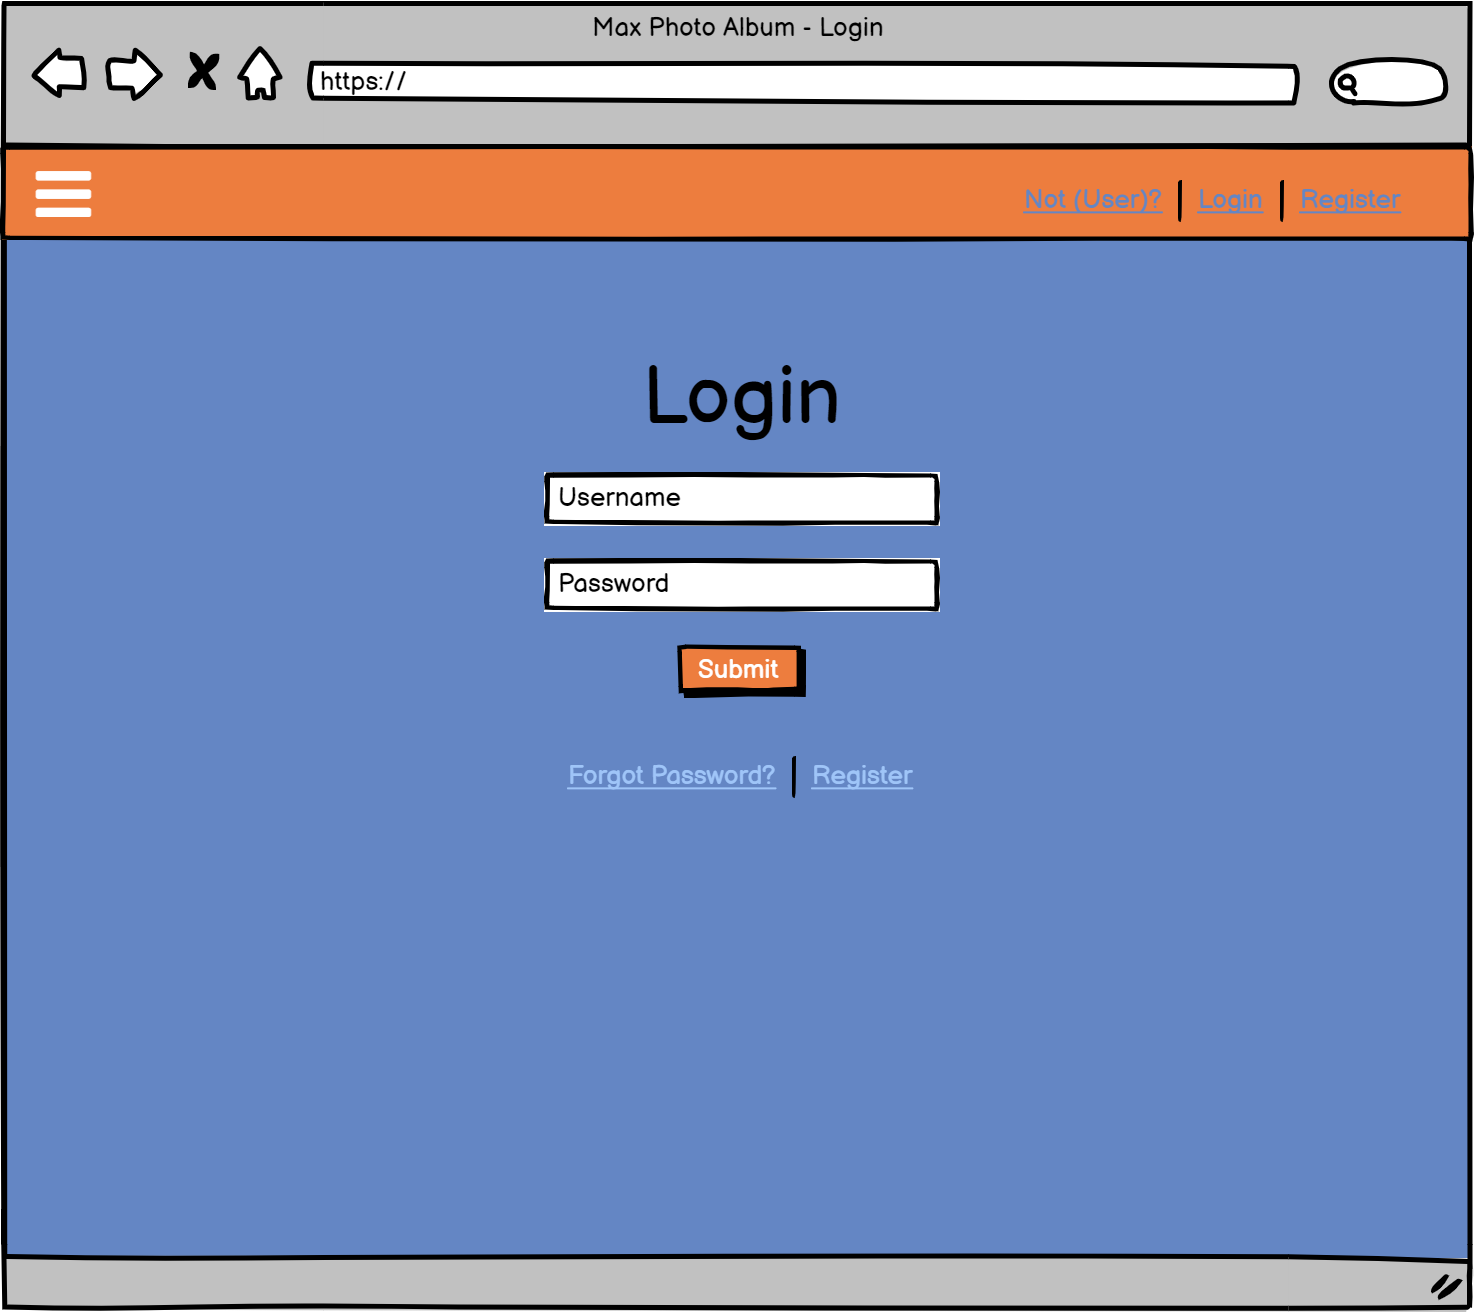 Max Photo Album - Login
https://
Not (User)? Login Register
Login
Username
Password
Submit
Forgot Password? Register